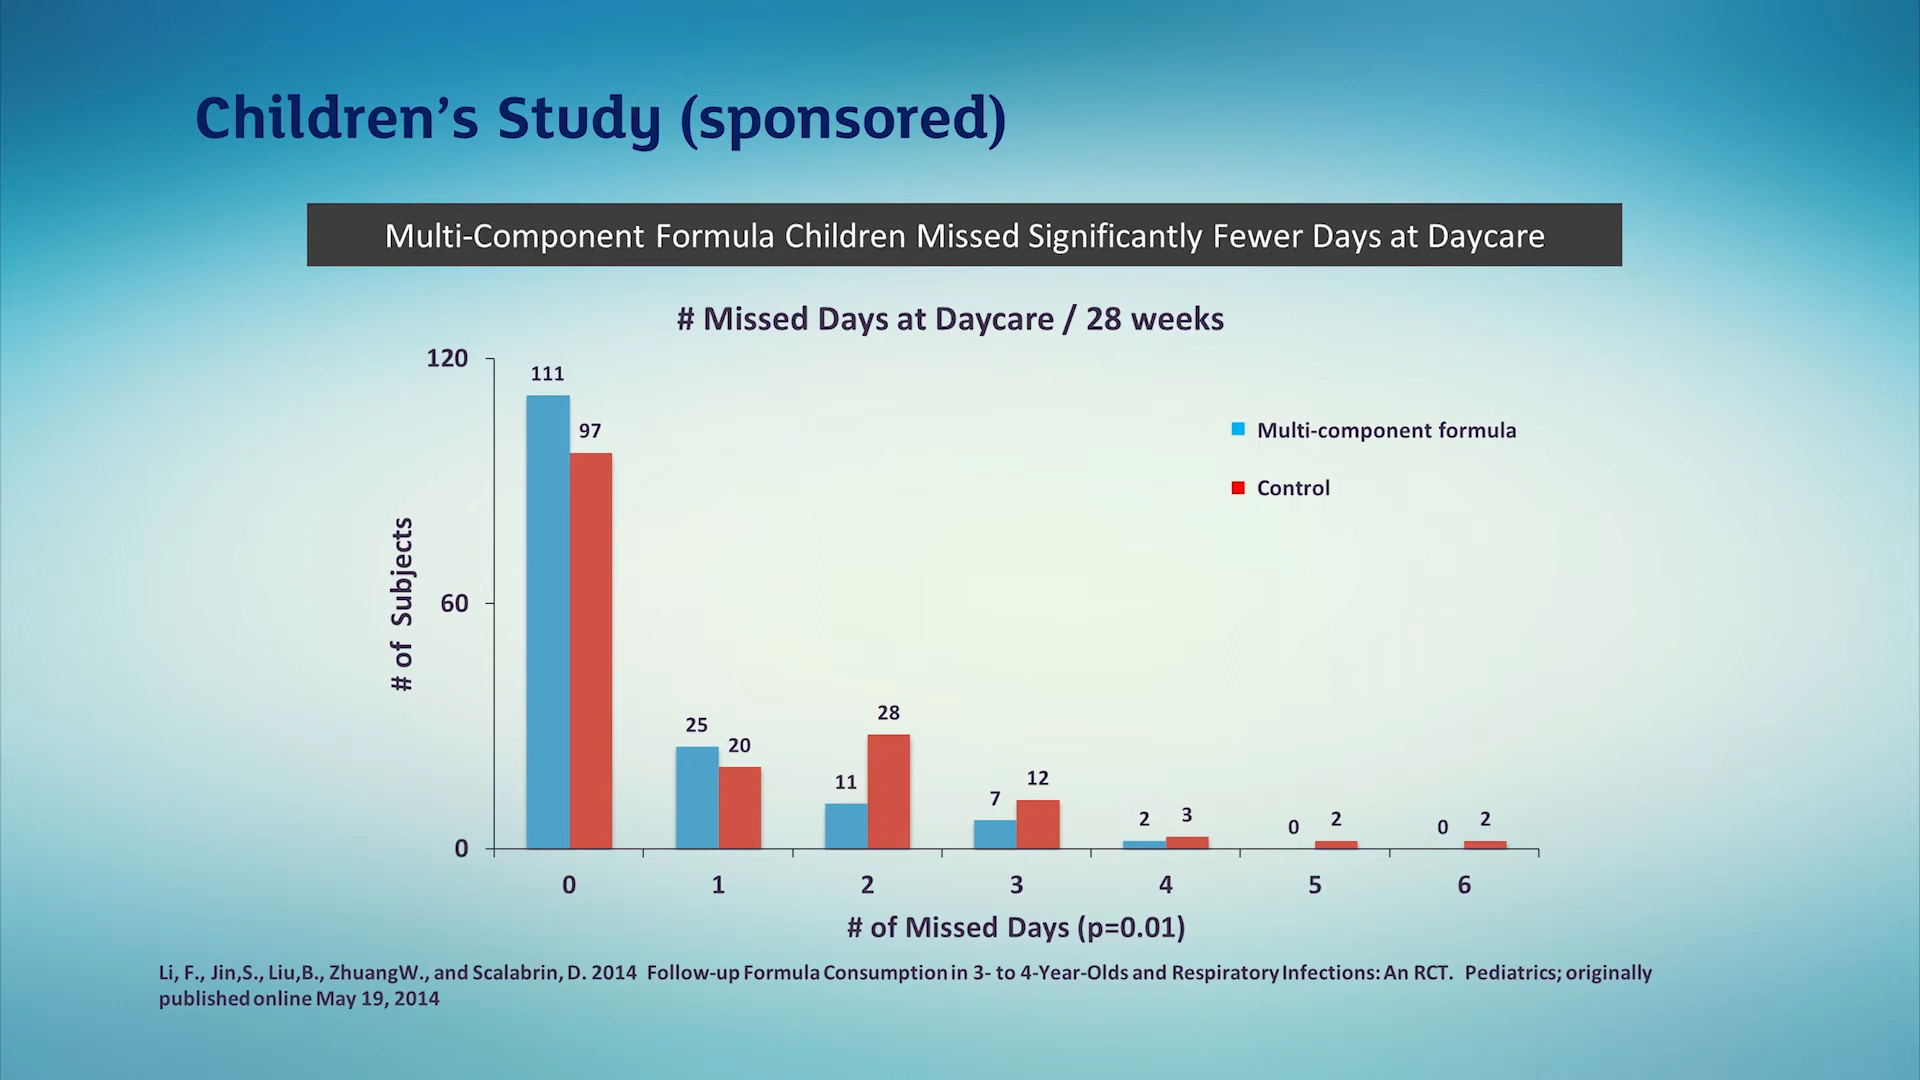 Children’s Study (sponsored)
Multi-Component Formula Children Missed Significantly Fewer Days at Daycare
# Missed Days at Daycare / 28 weeks
120
60
0
# of Subjects
111
97
25
20
11
28
7
12
2
3
0
2
0
2
Multi-component formula
Control
0 1 2 3 4 5 6
# of Missed Days (p=0.01)
Li, F., Jin,S., Liu,B., ZhuangW., and Scalabrin, D. 2014 Follow-up Formula Consumption in 3- to 4-Year-Olds and Respiratory Infections: An RCT. Pediatrics; originally
published online May 19, 2014